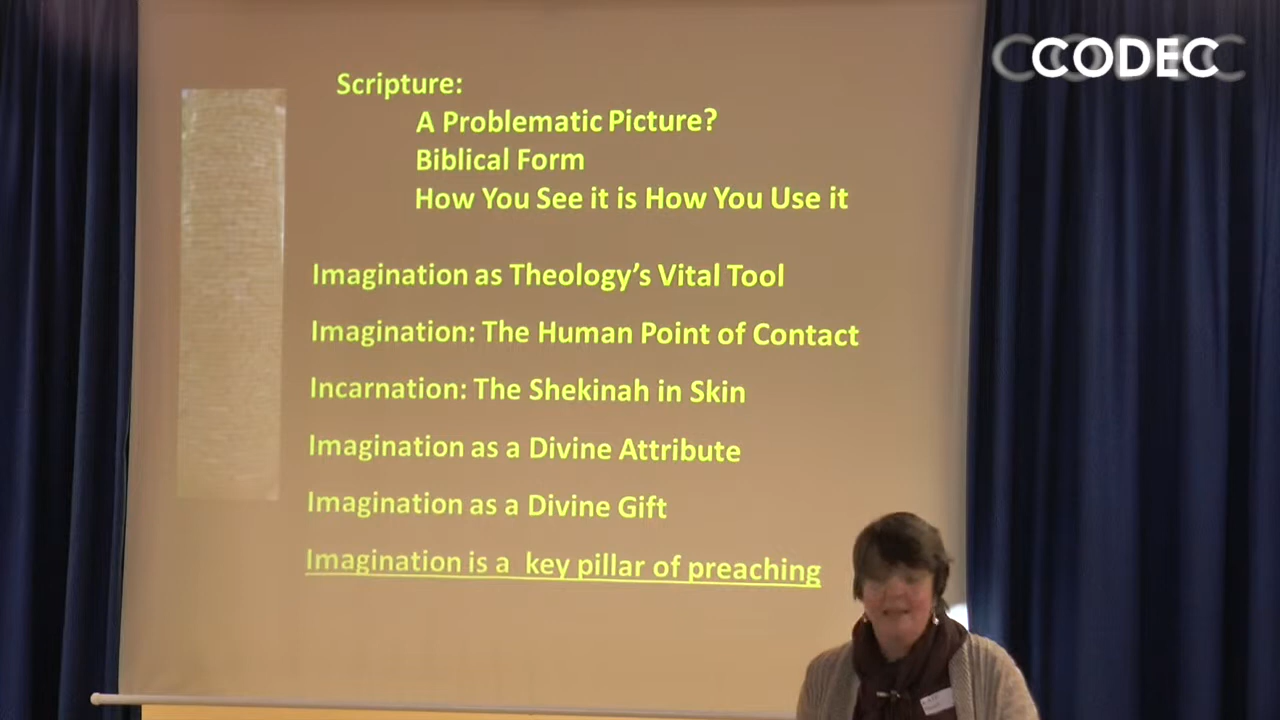 CODEC
Scripture:
A Problematic Picture?
Biblical Form
How You See it is How You Use it
Imagination as Theology's Vital Tool
Imagination: The Human Point of Contact
Incarnation: The Shekinah in Skin
Imagination as a Divine Attribute
Imagination as a Divine Gift
Imagination is a key pillar of preaching